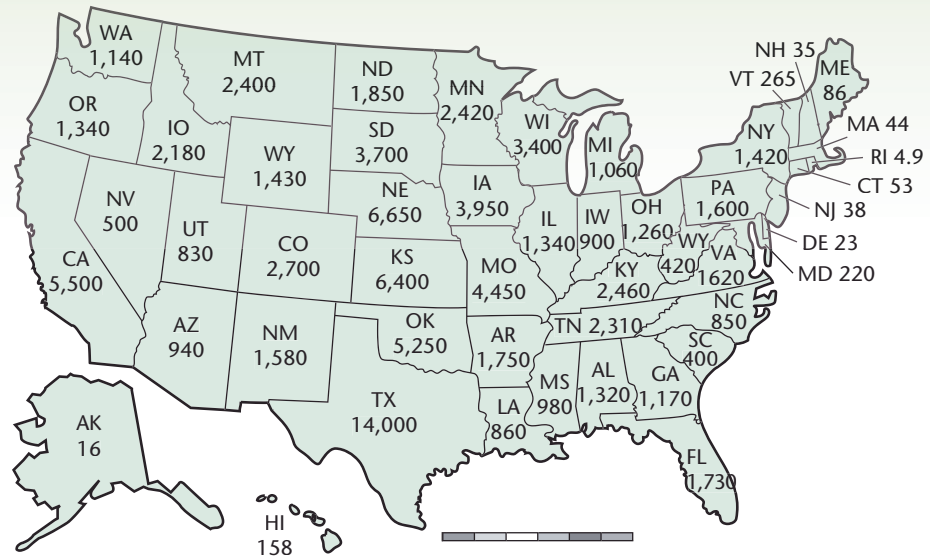 WA
1,140
MT
2,400
ND
1,850
MN
2,420
NH 35
VT 265
ME
86
OR
1,340
IO
2,180
SD
3,700
WI
3,400
MI
1,060
NY
1,420
MA 44
RI 4.9
CT 53
WY
1,430
NE
6,650
IA
3,950
PA
1,600
NJ 38
NV
500
UT
830
CO
2,700
IL
1,340
IW
900
OH
1,260
WY
420
VA
1620
DE 23
MD 220
CA
5,500
KS
6,400
MO
4,450
KY
2,460
NC
850
AZ
940
NM
1,580
OK
5,250
AR
1,750
TN 2,310
SC
400
TX
14,000
LA
860
MS
980
AL
1,320
GA
1,170
AK
16
FL
1,730
HI
158